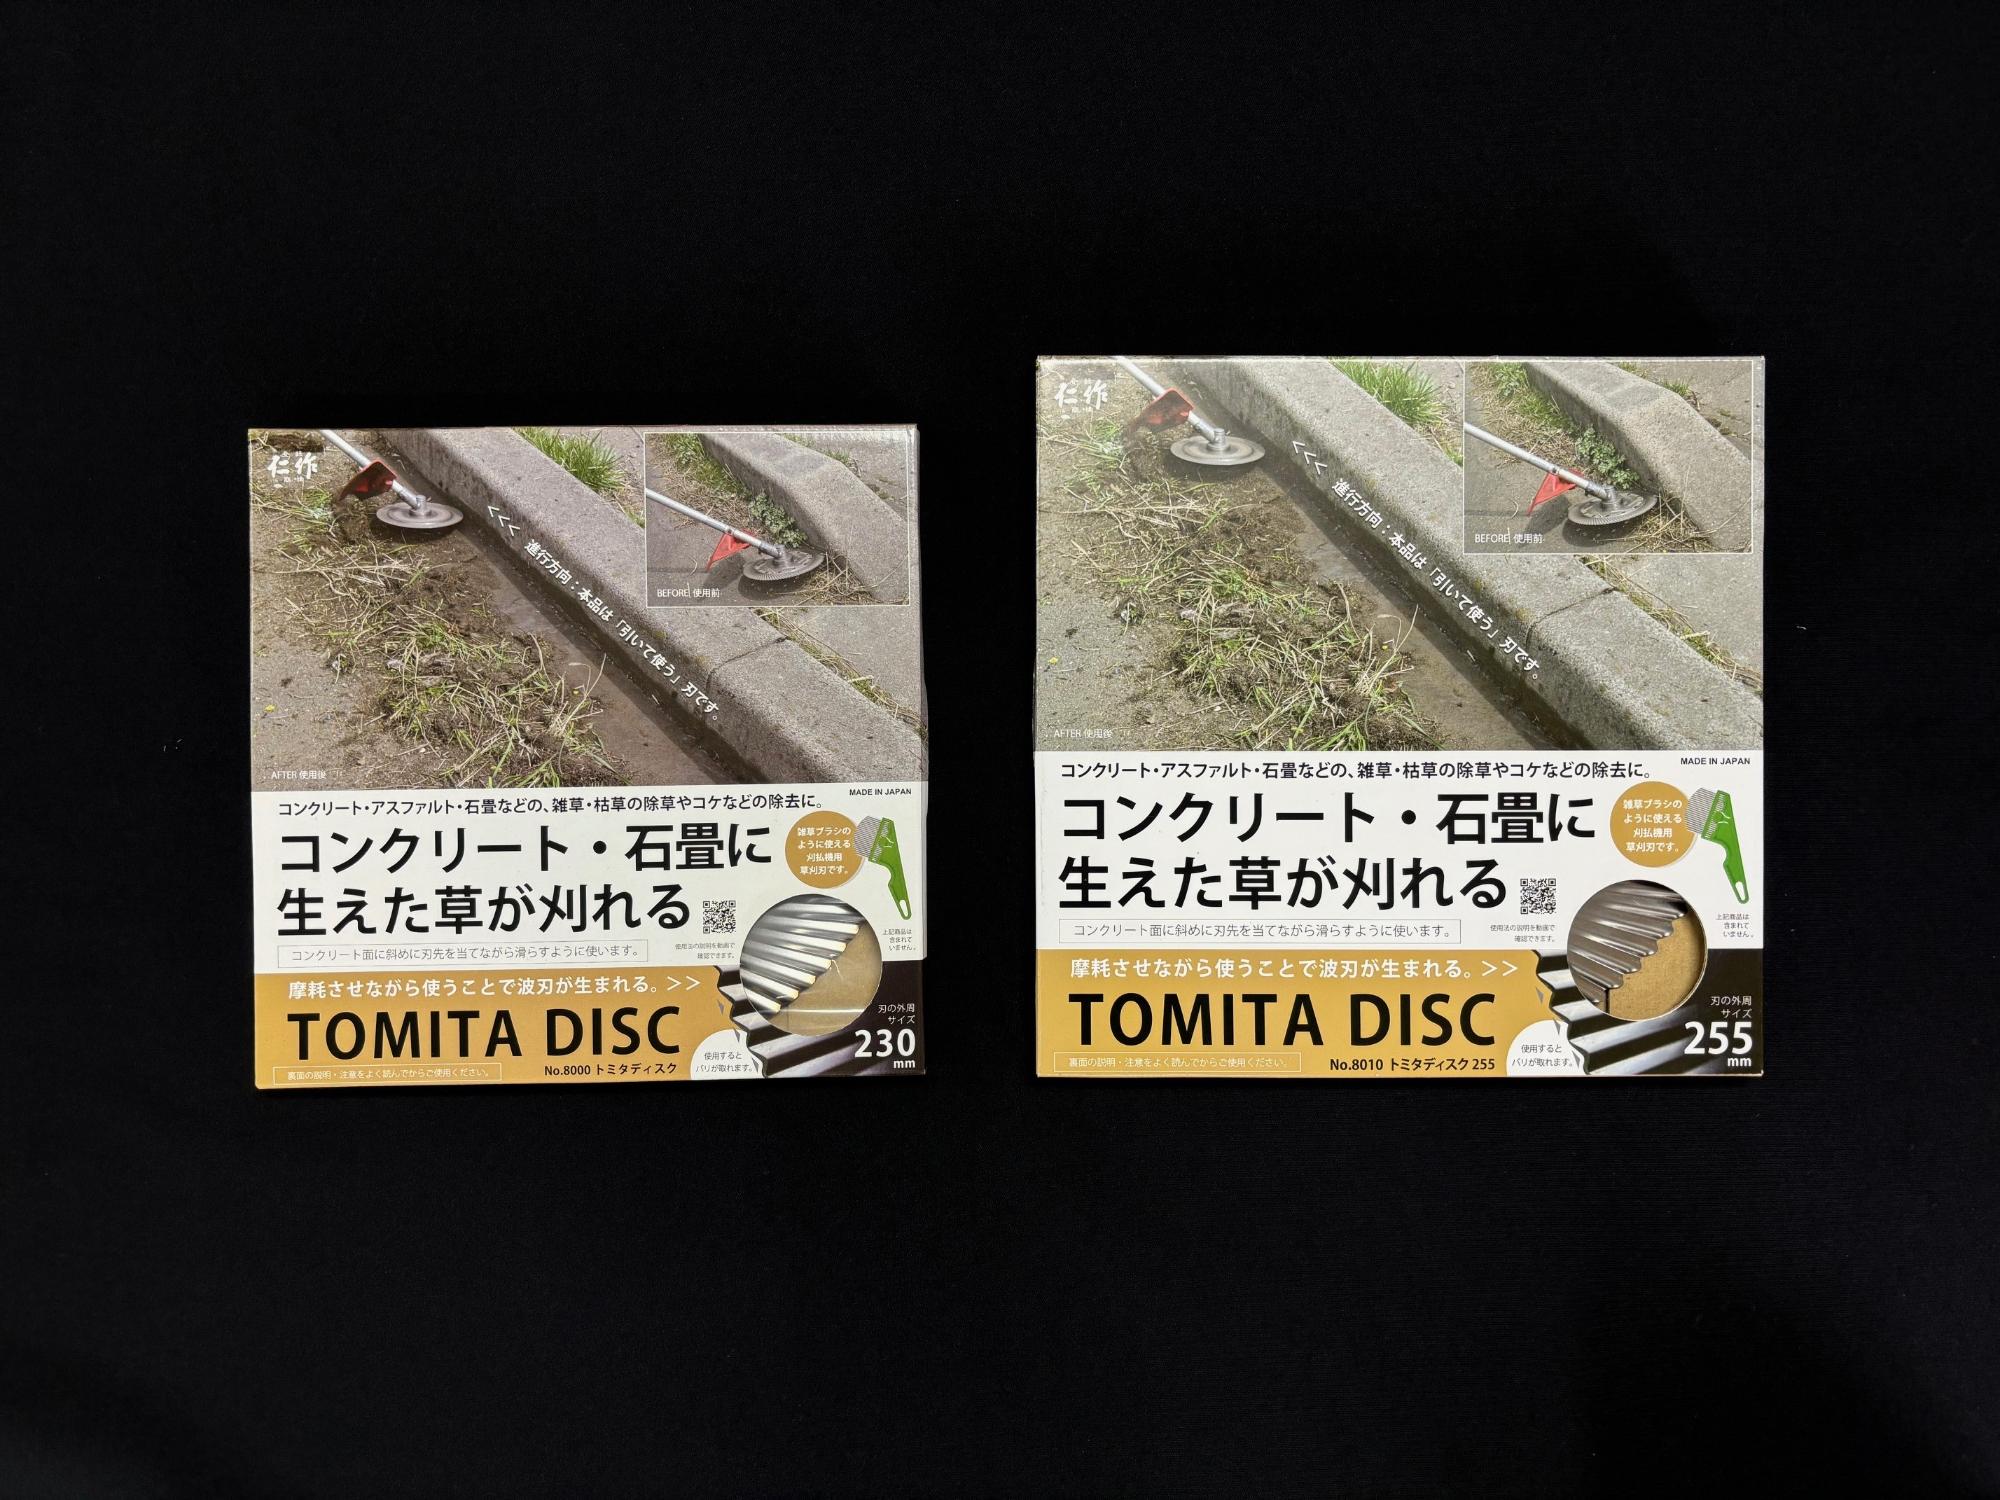 仁作
BEFORE 使用前
<<< 進行方向：本品は「引いて使う」刃です。
AFTER 使用後
MADE IN JAPAN
コンクリート・アスファルト・石畳などの、雑草・枯草の除草やコケなどの除去に。
コンクリート・石畳に
生えた草が刈れる
雑草ブラシの
ように使える
刈払機用
草刈刃です。
上記商品は
含まれて
いません。
使用法の説明を動画で
確認できます。
コンクリート面に斜めに刃先を当てながら滑らすように使います。
摩耗させながら使うことで波刃が生まれる。>>
TOMITA DISC
No.8000 トミタディスク
裏面の説明・注意をよく読んでからご使用ください。
使用すると
バリが取れます。
刃の外周
サイズ
230
mm
仁作
BEFORE 使用前
<<< 進行方向：本品は「引いて使う」刃です。
AFTER 使用後
MADE IN JAPAN
コンクリート・アスファルト・石畳などの、雑草・枯草の除草やコケなどの除去に。
コンクリート・石畳に
生えた草が刈れる
雑草ブラシの
ように使える
刈払機用
草刈刃です。
上記商品は
含まれて
いません。
使用法の説明を動画で
確認できます。
コンクリート面に斜めに刃先を当てながら滑らすように使います。
摩耗させながら使うことで波刃が生まれる。>>
TOMITA DISC
No.8010 トミタディスク 255
裏面の説明・注意をよく読んでからご使用ください。
使用すると
バリが取れます。
刃の外周
サイズ
255
mm